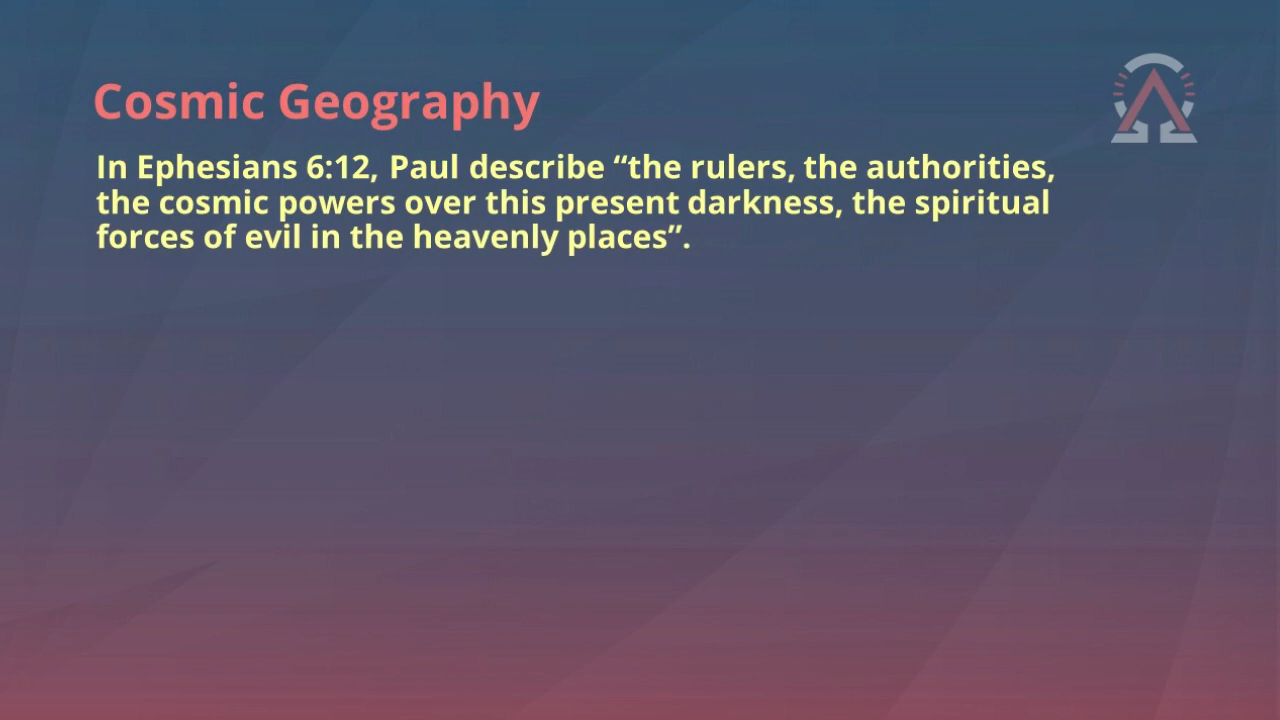 Cosmic Geography
In Ephesians 6:12, Paul describe “the rulers, the authorities,
the cosmic powers over this present darkness, the spiritual
forces of evil in the heavenly places”.